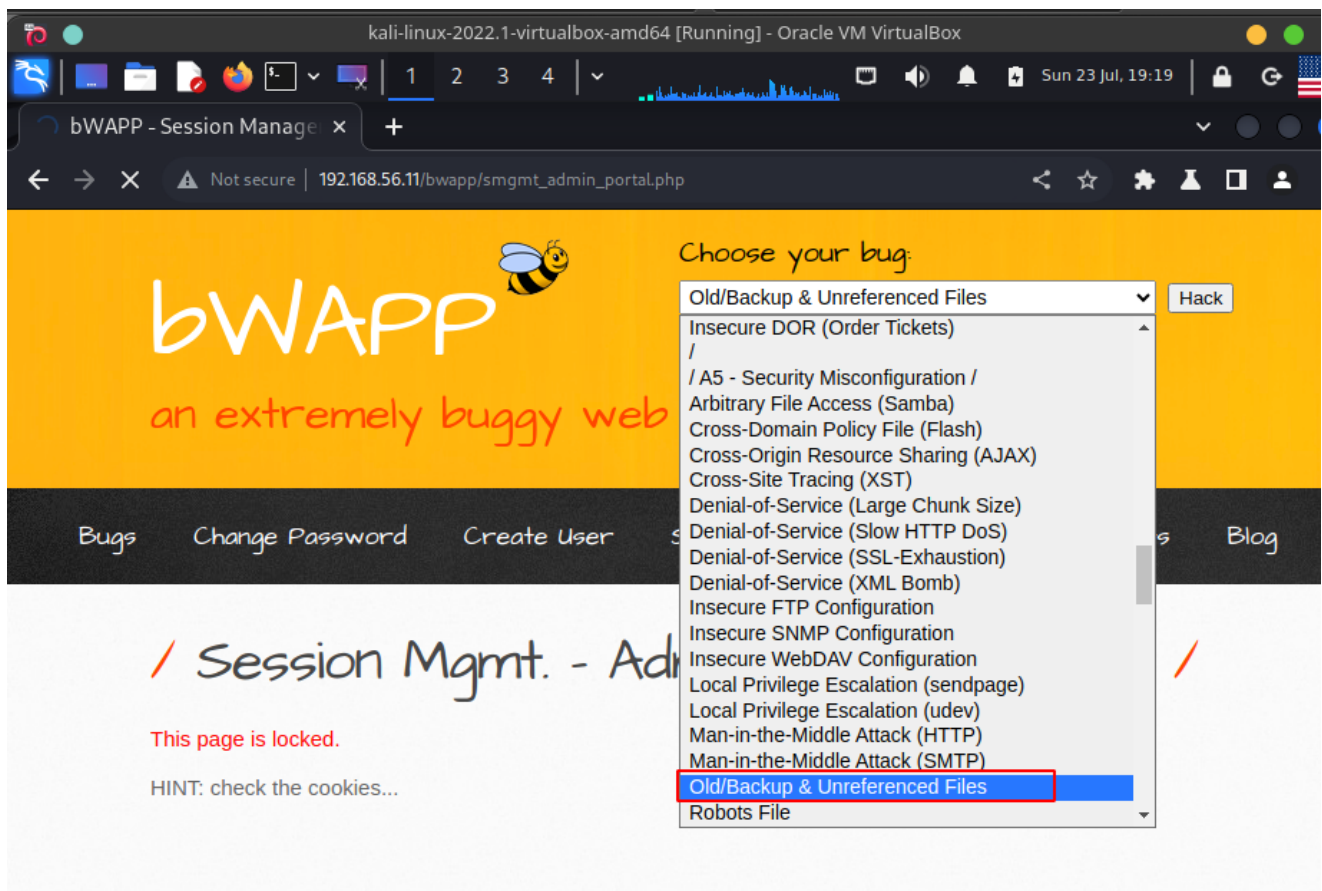 kali-linux-2022.1-virtualbox-amd64 [Running] - Oracle VM VirtualBox
1 2 3 4 Sun 23 Jul, 19:19
bWAPP - Session Manage
Not secure | 192.168.56.11/bwapp/smgmt_admin_portal.php
Choose your bug:
Old/Backup & Unreferenced Files Hack
bWAPP
an extremely buggy web
Insecure DOR (Order Tickets)
/
/ A5 - Security Misconfiguration /
Arbitrary File Access (Samba)
Cross-Domain Policy File (Flash)
Cross-Origin Resource Sharing (AJAX)
Cross-Site Tracing (XST)
Denial-of-Service (Large Chunk Size)
Denial-of-Service (Slow HTTP DoS)
Denial-of-Service (SSL-Exhaustion)
Denial-of-Service (XML Bomb)
Insecure FTP Configuration
Insecure SNMP Configuration
Insecure WebDAV Configuration
Local Privilege Escalation (sendpage)
Local Privilege Escalation (udev)
Man-in-the-Middle Attack (HTTP)
Man-in-the-Middle Attack (SMTP)
Old/Backup & Unreferenced Files
Robots File
Bugs Change Password Create User Blog
/ Session Mgmt. - Ad /
This page is locked.
HINT: check the cookies...